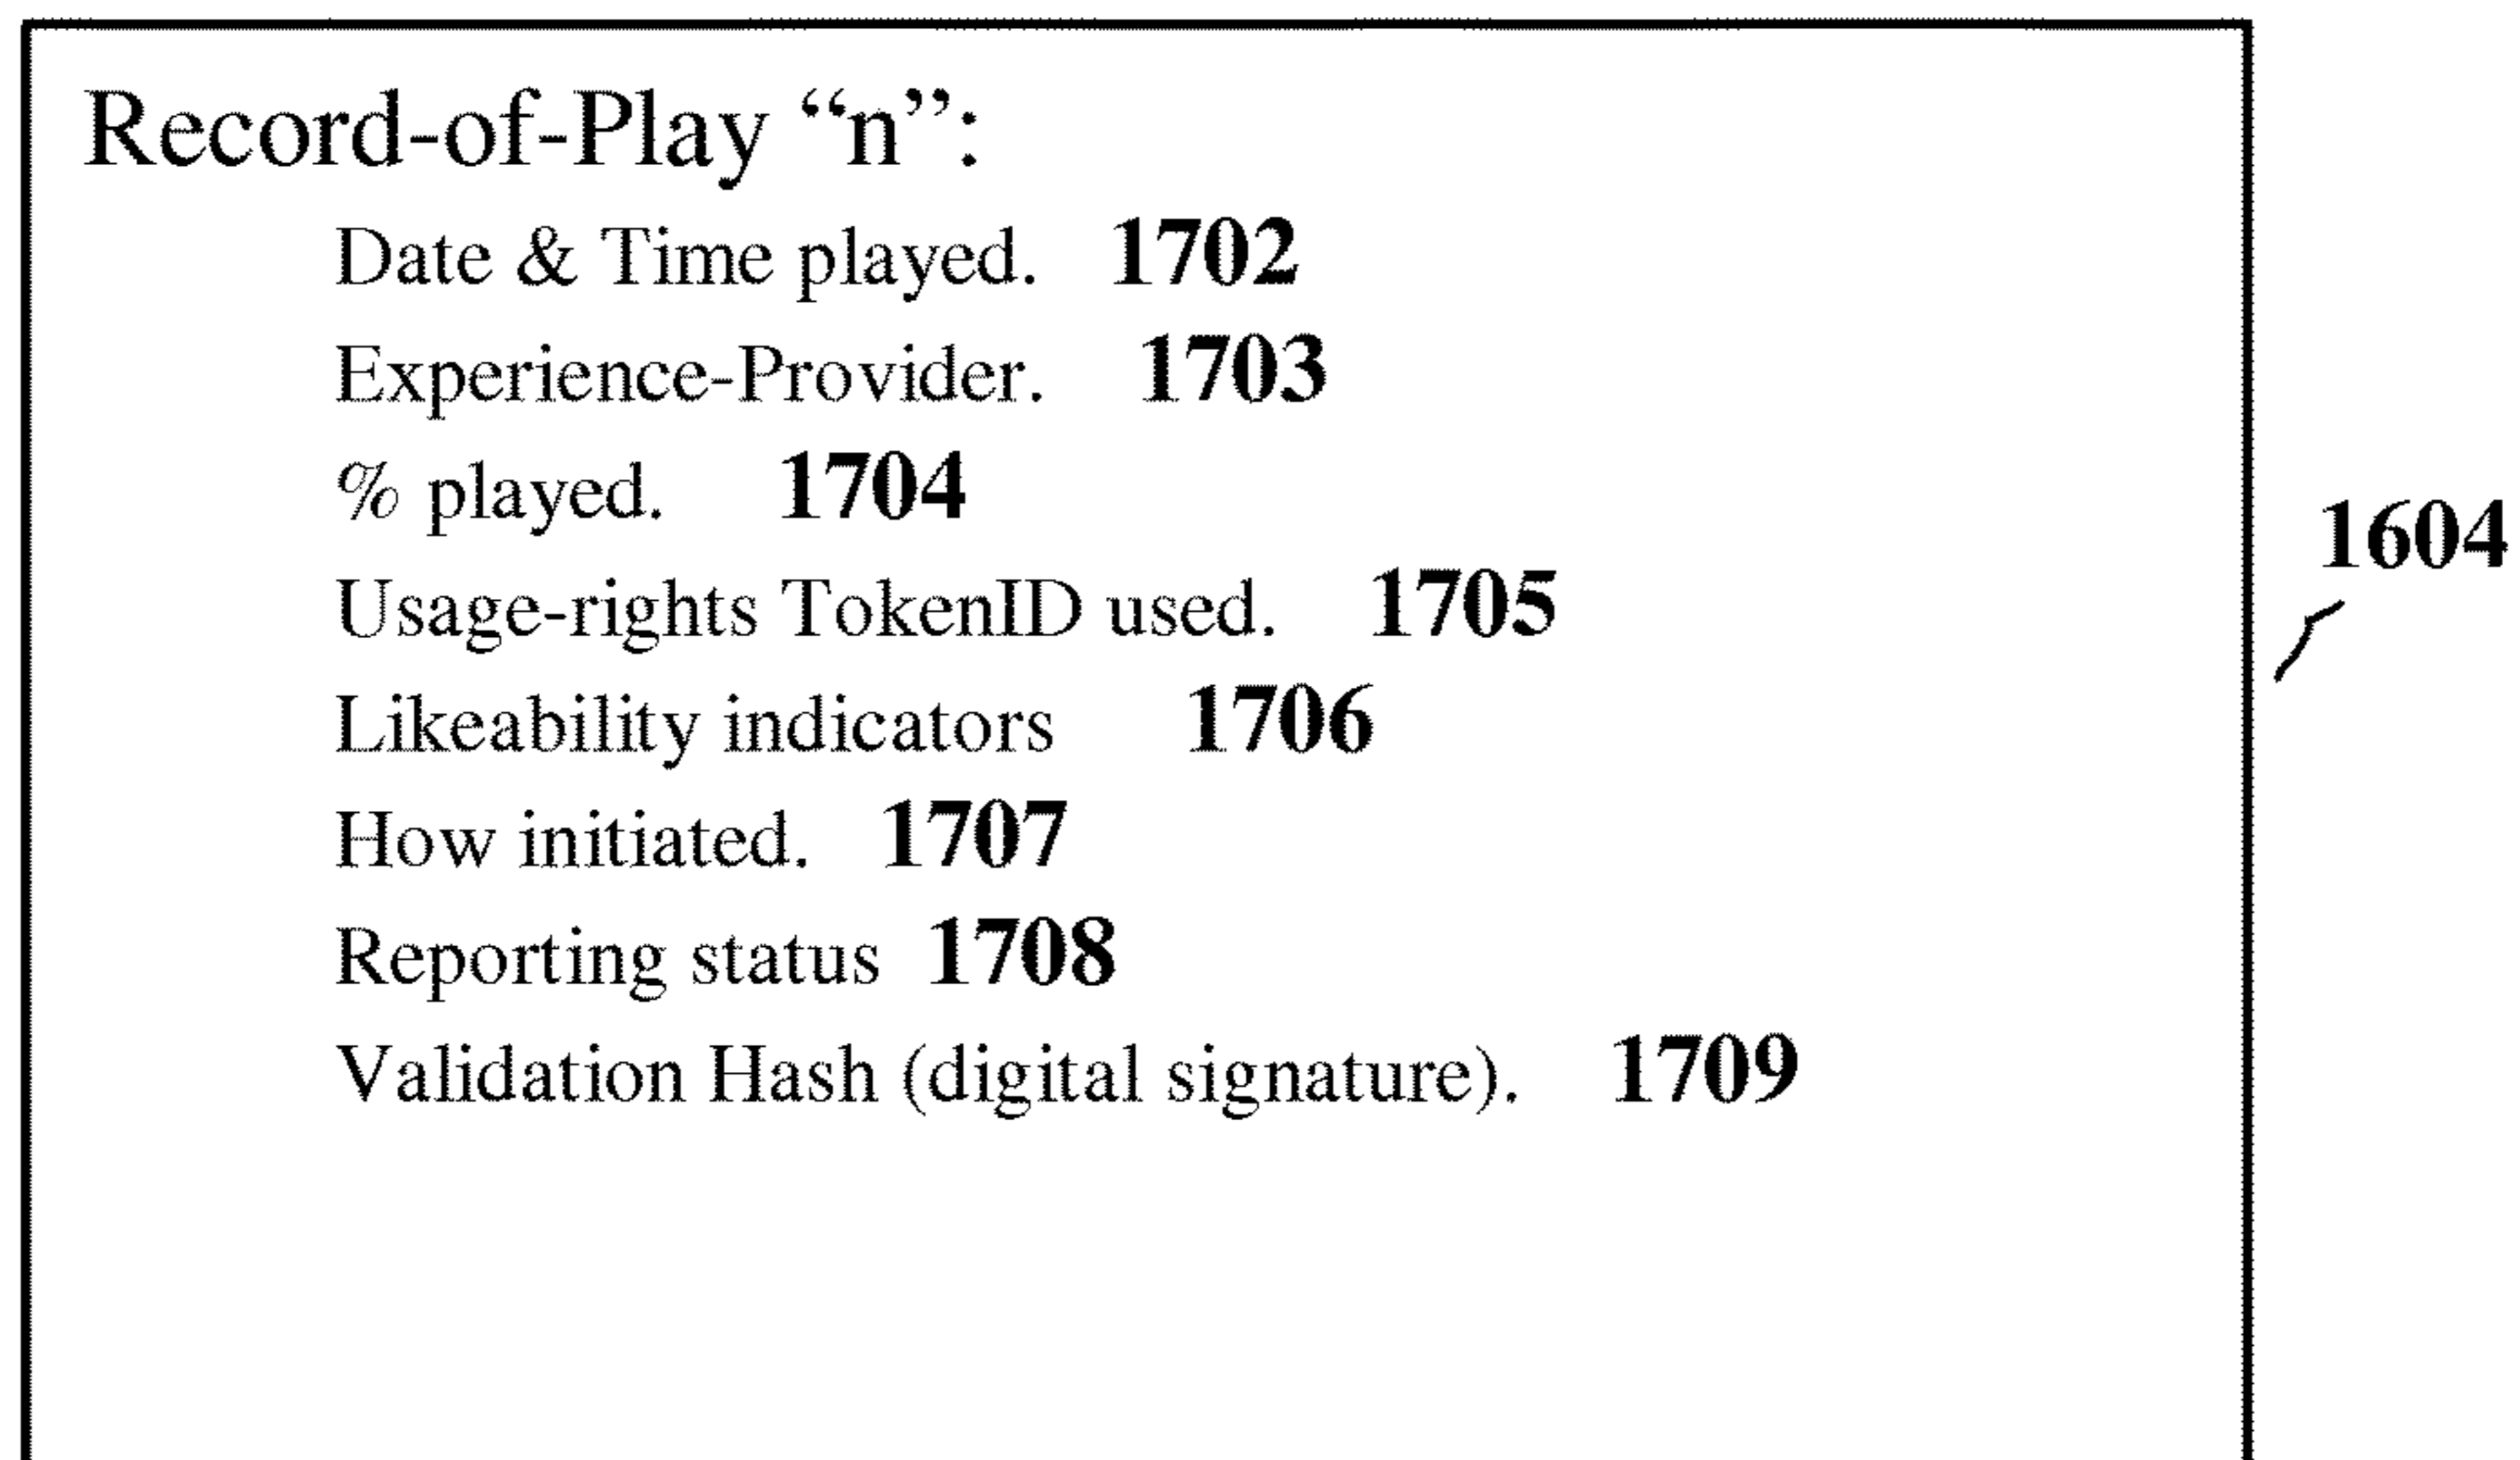 Record-of-Play “n”:
Date & Time played. 1702
Experience-Provider. 1703
% played. 1704
1604
Usage-rights TokenID used. 1705
Likeability indicators 1706
How initiated. 1707
Reporting status 1708
Validation Hash (digital signature). 1709